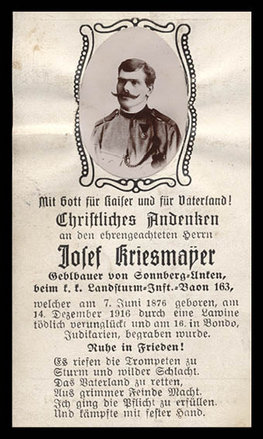 Mit Gott für Kaiser und für Vaterland!
Christliches Andenken
an den ehrengeachteten Herrn
Josef Kriesmayer
Geblbauer von Sonnberg-Unken,
beim k. k. Landsturm-Inft.-Baon 163,
welcher am 7. Juni 1876 geboren, am
14. Dezember 1916 durch eine Lawine
tödlich verunglückt und am 16. in Bondo,
Judikarien, begraben wurde.
Ruhe in Frieden!
Es riefen die Trompeten zu
Sturm und wilder Schlacht.
Das Vaterland zu retten,
Aus grimmer Feinde Macht.
Ich ging die Pflicht zu erfüllen,
Und kämpfte mit fester Hand.